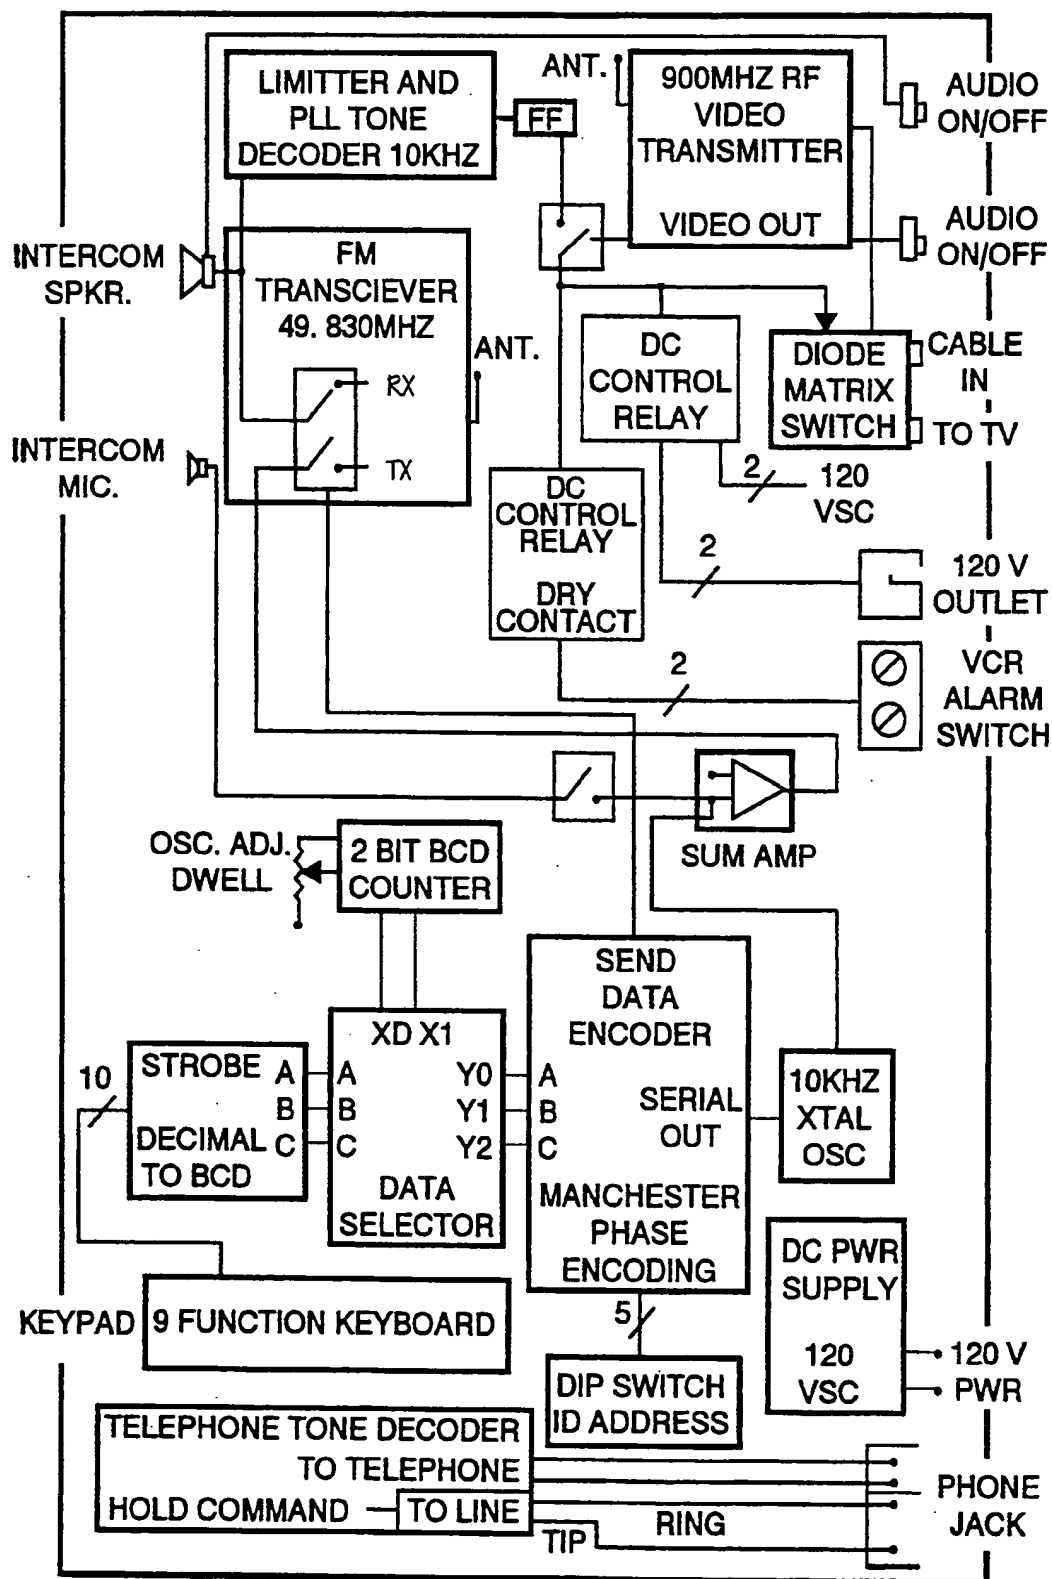 LIMITTER AND
PLL TONE
DECODER 10KHZ
FF
ANT.
900MHZ RF
VIDEO
TRANSMITTER
VIDEO OUT
AUDIO
ON/OFF
AUDIO
ON/OFF
INTERCOM
SPKR.
FM
TRANSCIEVER
49. 830MHZ
RX
TX
ANT.
INTERCOM
MIC.
DC
CONTROL
RELAY
DIODE
MATRIX
SWITCH
CABLE
IN
TO TV
2
120
VSC
DC
CONTROL
RELAY
DRY
CONTACT
2
120 V
OUTLET
2
VCR
ALARM
SWITCH
SUM AMP
OSC. ADJ.
DWELL
2 BIT BCD
COUNTER
SEND
DATA
ENCODER
A
B
C
SERIAL
OUT
MANCHESTER
PHASE
ENCODING
XD X1
A
B
C
Y0
Y1
Y2
DATA
SELECTOR
10
STROBE
A
B
C
DECIMAL
TO BCD
10KHZ
XTAL
OSC
KEYPAD
9 FUNCTION KEYBOARD
5
DIP SWITCH
ID ADDRESS
DC PWR
SUPPLY
120
VSC
120 V
PWR
TELEPHONE TONE DECODER
TO TELEPHONE
HOLD COMMAND
TO LINE
RING
TIP
PHONE
JACK